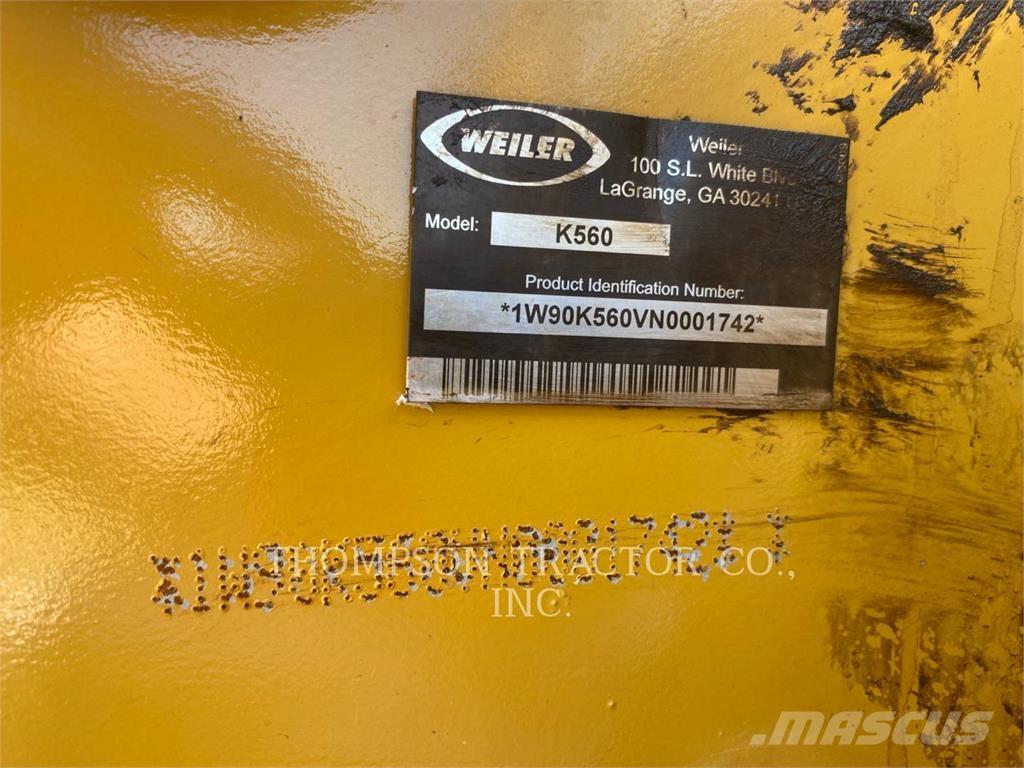 WEILER
Weiler
100 S.L. White Blvd
LaGrange, GA 30241
Model:
K560
Product Identification Number:
*1W90K560VN0001742*
THOMPSON TRACTOR CO.,
INC.
MASCUS